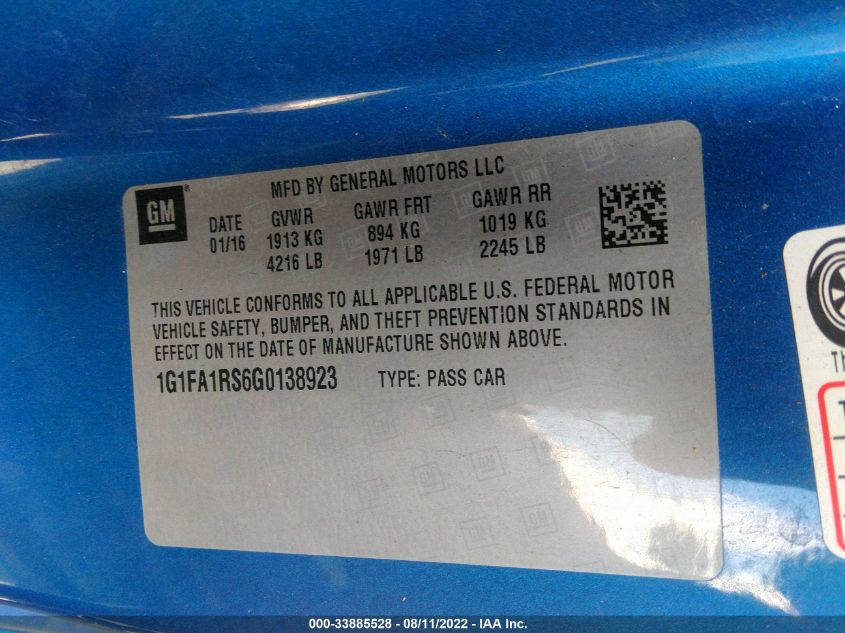 GM
®
MFD BY GENERAL MOTORS LLC
DATE GVWR GAWR FRT GAWR RR
01/16 1913 KG 894 KG 1019 KG
4216 LB 1971 LB 2245 LB
THIS VEHICLE CONFORMS TO ALL APPLICABLE U.S. FEDERAL MOTOR
VEHICLE SAFETY, BUMPER, AND THEFT PREVENTION STANDARDS IN
EFFECT ON THE DATE OF MANUFACTURE SHOWN ABOVE.
1G1FA1RS6G0138923 TYPE: PASS CAR
000-33885528 - 08/11/2022 - IAA Inc.